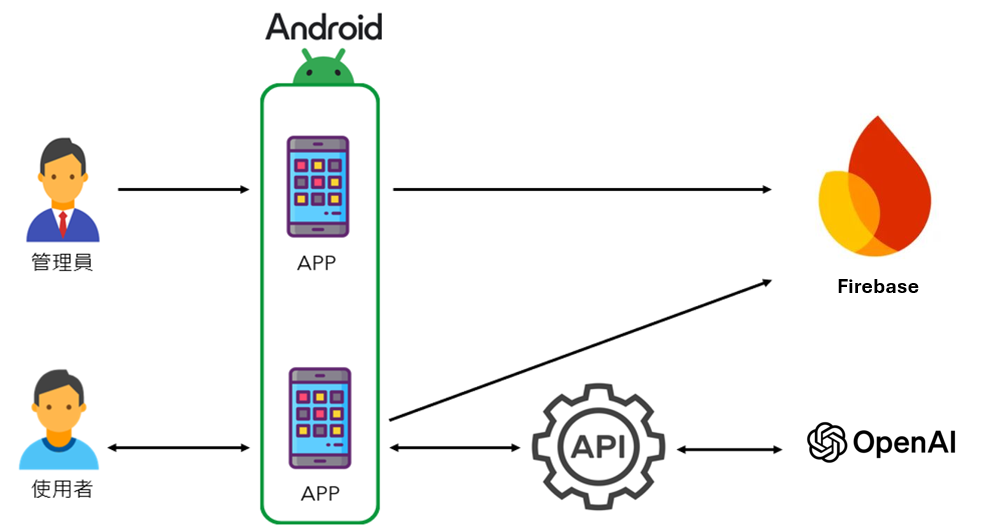 Android
管理員
APP
Firebase
使用者
APP
API
OpenAI